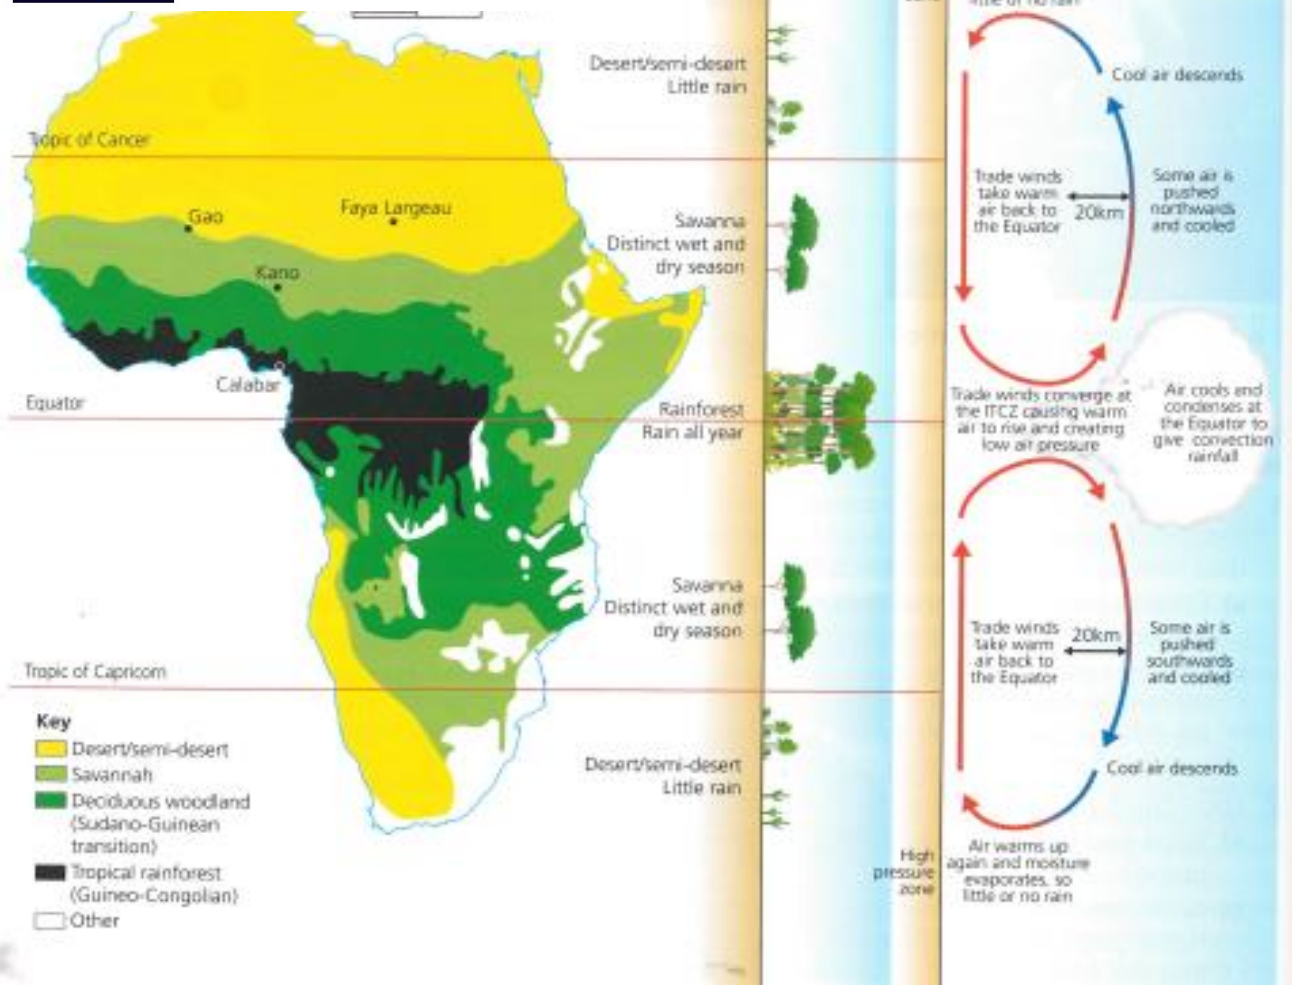 little or no rain
Desert/semi-desert
Little rain
Cool air descends
Tropic of Cancer
Trade winds
take warm
air back to
the Equator
20km
Some air is
pushed
northwards
and cooled
Gao
Faya Largeau
Savanna
Distinct wet and
dry season
Kano
Calabar
Equator
Rainforest
Rain all year
Trade winds converge at
the ITCZ causing warm
air to rise and creating
low air pressure
Air cools and
condenses at
the Equator to
give convection
rainfall
Savanna
Distinct wet and
dry season
Trade winds
take warm
air back to
the Equator
20km
Some air is
pushed
southwards
and cooled
Tropic of Capricorn
Key
Desert/semi-desert
Savannah
Deciduous woodland
(Sudano-Guinean
transition)
Tropical rainforest
(Guineo-Congolian)
Other
Desert/semi-desert
Little rain
Cool air descends
High
pressure
zone
Air warms up
again and moisture
evaporates, so
little or no rain